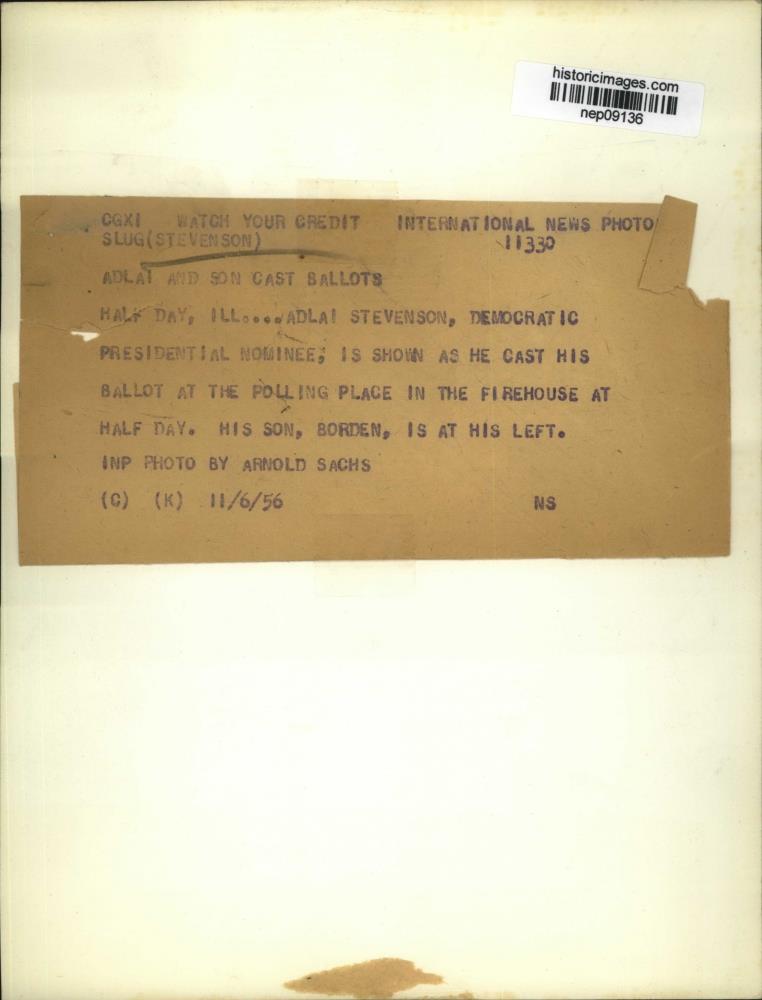 historicimages.com
nep09136
CGXI WATCH YOUR CREDIT INTERNATIONAL NEWS PHOTO
SLUG(STEVENSON) 11330
ADLAI AND SON CAST BALLOTS
HALF DAY, ILL....ADLAI STEVENSON, DEMOCRATIC
PRESIDENTIAL NOMINEE, IS SHOWN AS HE CAST HIS
BALLOT AT THE POLLING PLACE IN THE FIREHOUSE AT
HALF DAY. HIS SON, BORDEN, IS AT HIS LEFT.
INP PHOTO BY ARNOLD SACHS
(C) (K) 11/6/56 NS